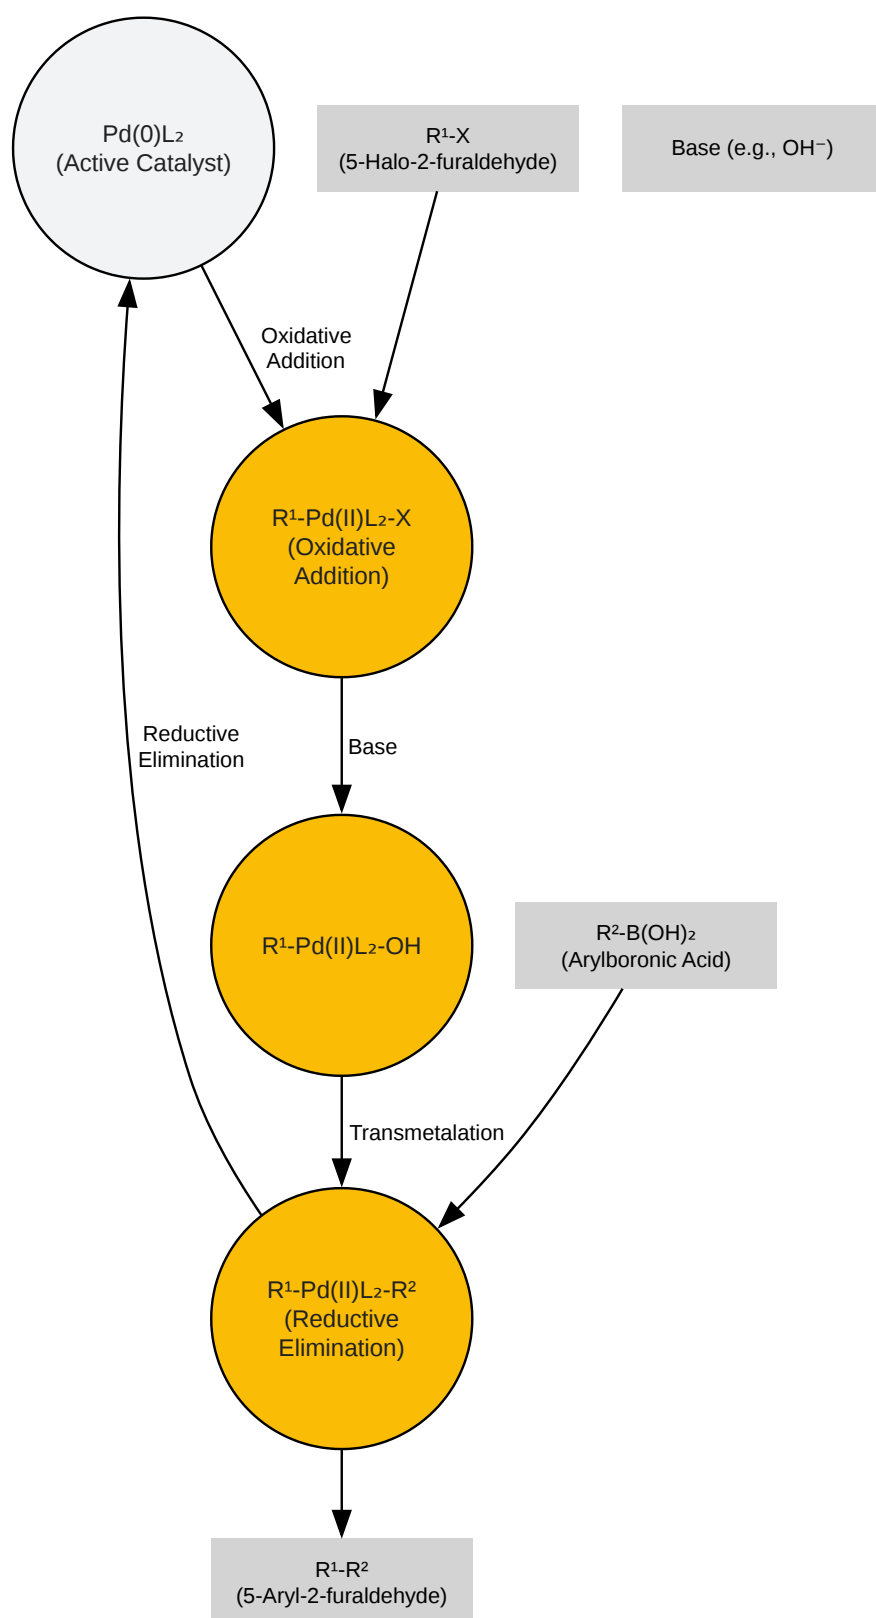 Pd(0)L₂
(Active Catalyst)
R¹-X
(5-Halo-2-furaldehyde)
Base (e.g., OH⁻)
Oxidative
Addition
R¹-Pd(II)L₂-X
(Oxidative
Addition)
Reductive
Elimination
Base
R¹-Pd(II)L₂-OH
R²-B(OH)₂
(Arylboronic Acid)
Transmetalation
R¹-Pd(II)L₂-R²
(Reductive
Elimination)
R¹-R²
(5-Aryl-2-furaldehyde)